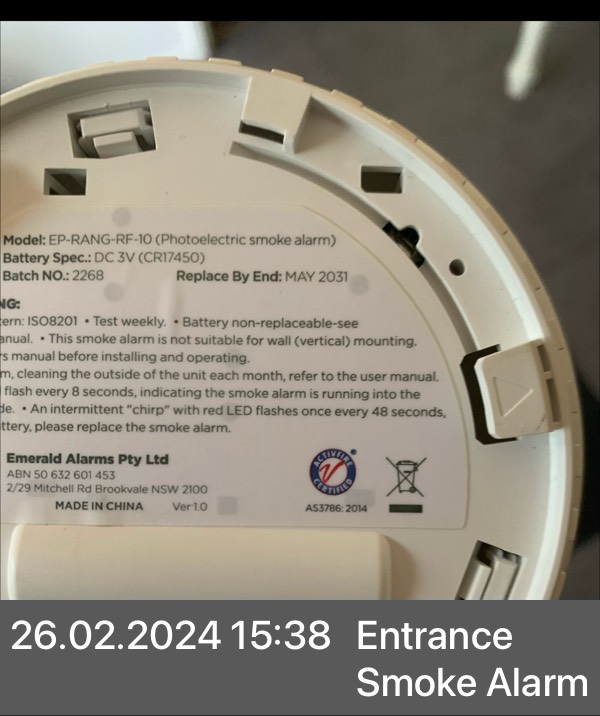 Model: EP-RANG-RF-10 (Photoelectric smoke alarm)
Battery Spec.: DC 3V (CR17450)
Batch NO.: 2268 Replace By End: MAY 2031
NG:
ern: ISO8201 • Test weekly. • Battery non-replaceable-see
anual. • This smoke alarm is not suitable for wall (vertical) mounting.
rs manual before installing and operating.
m, cleaning the outside of the unit each month, refer to the user manual.
flash every 8 seconds, indicating the smoke alarm is running into the
de. • An intermittent "chirp" with red LED flashes once every 48 seconds,
ttery, please replace the smoke alarm.
Emerald Alarms Pty Ltd
ABN 50 632 601 453
2/29 Mitchell Rd Brookvale NSW 2100
MADE IN CHINA Ver1.0
ACTIVFIRE
CERTIFIED
AS3786: 2014
26.02.2024 15:38 Entrance
Smoke Alarm